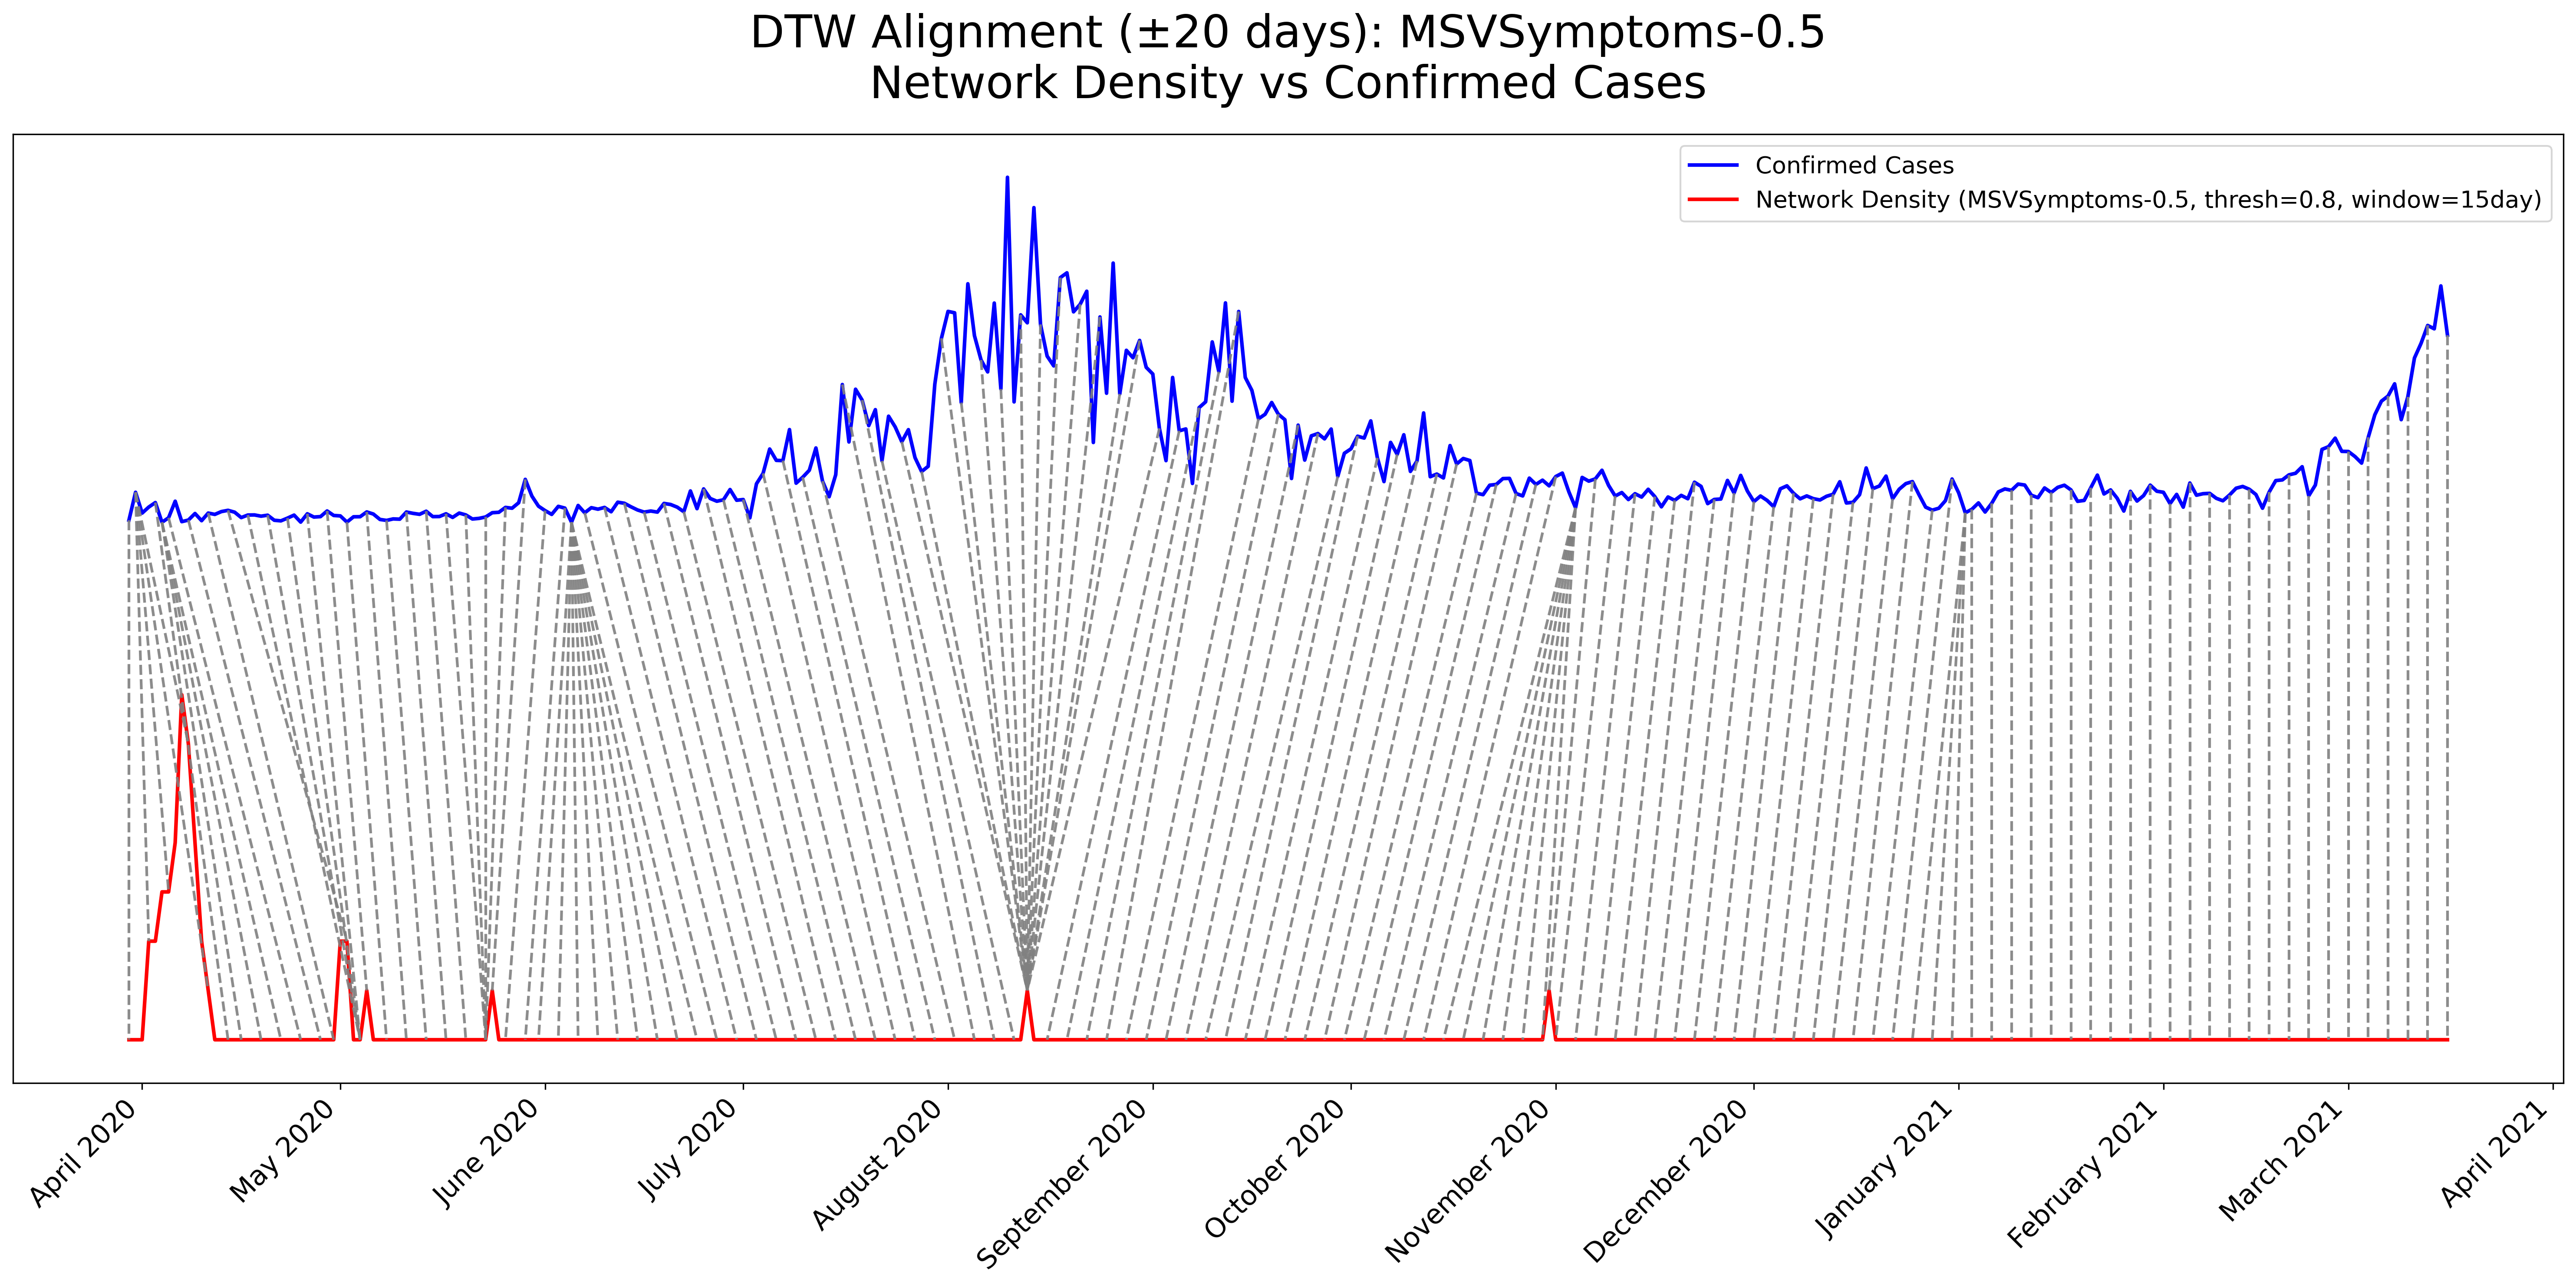 DTW Alignment (±20 days): MSVSymptoms-0.5
Network Density vs Confirmed Cases
Confirmed Cases
Network Density (MSVSymptoms-0.5, thresh=0.8, window=15day)
April 2020
May 2020
June 2020
July 2020
August 2020
September 2020
October 2020
November 2020
December 2020
January 2021
February 2021
March 2021
April 2021